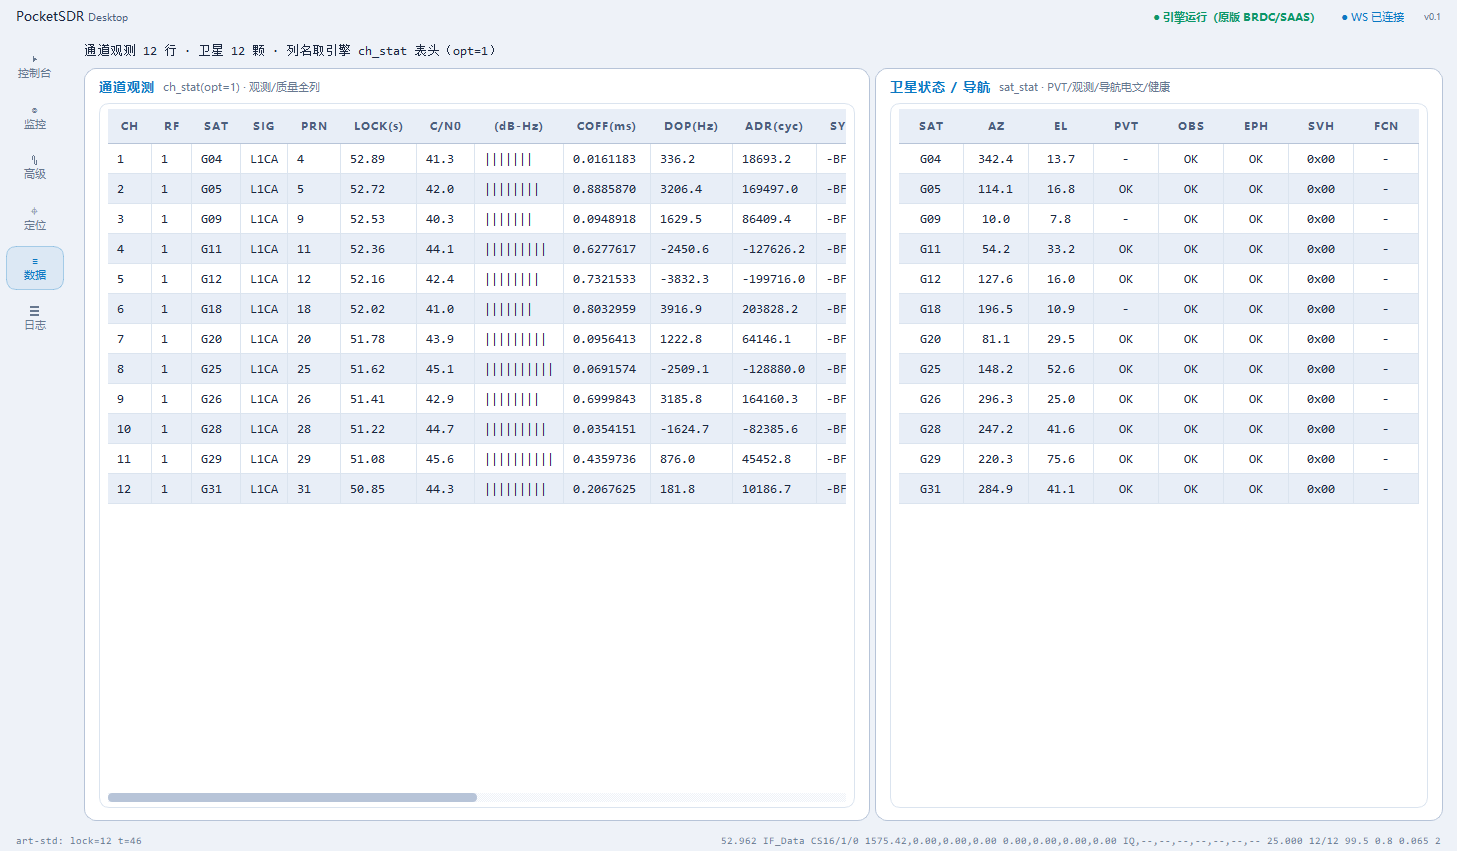 PocketSDR Desktop
● 引擎运行（原版 BRDC/SAAS） ● WS 已连接 v0.1
控制台
监控
高级
定位
数据
日志
通道观测 12 行 · 卫星 12 颗 · 列名取引擎 ch_stat 表头（opt=1）
通道观测 ch_stat(opt=1) · 观测/质量全列
CH RF SAT SIG PRN LOCK(s) C/N0 (dB-Hz) COFF(ms) DOP(Hz) ADR(cyc) SY
1 1 G04 L1CA 4 52.89 41.3 ||||||| 0.0161183 336.2 18693.2 -BF
2 1 G05 L1CA 5 52.72 42.0 |||||||| 0.8885870 3206.4 169497.0 -BF
3 1 G09 L1CA 9 52.53 40.3 ||||||| 0.0948918 1629.5 86409.4 -BF
4 1 G11 L1CA 11 52.36 44.1 ||||||||| 0.6277617 -2450.6 -127626.2 -BF
5 1 G12 L1CA 12 52.16 42.4 |||||||| 0.7321533 -3832.3 -199716.0 -BF
6 1 G18 L1CA 18 52.02 41.0 ||||||| 0.8032959 3916.9 203828.2 -BF
7 1 G20 L1CA 20 51.78 43.9 ||||||||| 0.0956413 1222.8 64146.1 -BF
8 1 G25 L1CA 25 51.62 45.1 |||||||||| 0.0691574 -2509.1 -128880.0 -BF
9 1 G26 L1CA 26 51.41 42.9 |||||||| 0.6999843 3185.8 164160.3 -BF
10 1 G28 L1CA 28 51.22 44.7 ||||||||| 0.0354151 -1624.7 -82385.6 -BF
11 1 G29 L1CA 29 51.08 45.6 |||||||||| 0.4359736 876.0 45452.8 -BF
12 1 G31 L1CA 31 50.85 44.3 ||||||||| 0.2067625 181.8 10186.7 -BF
卫星状态 / 导航 sat_stat · PVT/观测/导航电文/健康
SAT AZ EL PVT OBS EPH SVH FCN
G04 342.4 13.7 - OK OK 0x00 -
G05 114.1 16.8 OK OK OK 0x00 -
G09 10.0 7.8 - OK OK 0x00 -
G11 54.2 33.2 OK OK OK 0x00 -
G12 127.6 16.0 OK OK OK 0x00 -
G18 196.5 10.9 - OK OK 0x00 -
G20 81.1 29.5 OK OK OK 0x00 -
G25 148.2 52.6 OK OK OK 0x00 -
G26 296.3 25.0 OK OK OK 0x00 -
G28 247.2 41.6 OK OK OK 0x00 -
G29 220.3 75.6 OK OK OK 0x00 -
G31 284.9 41.1 OK OK OK 0x00 -
art-std: lock=12 t=46
52.962 IF_Data CS16/1/0 1575.42,0.00,0.00,0.00 0.00,0.00,0.00,0.00 IQ,--,--,--,--,--,--,-- 25.000 12/12 99.5 0.8 0.065 2